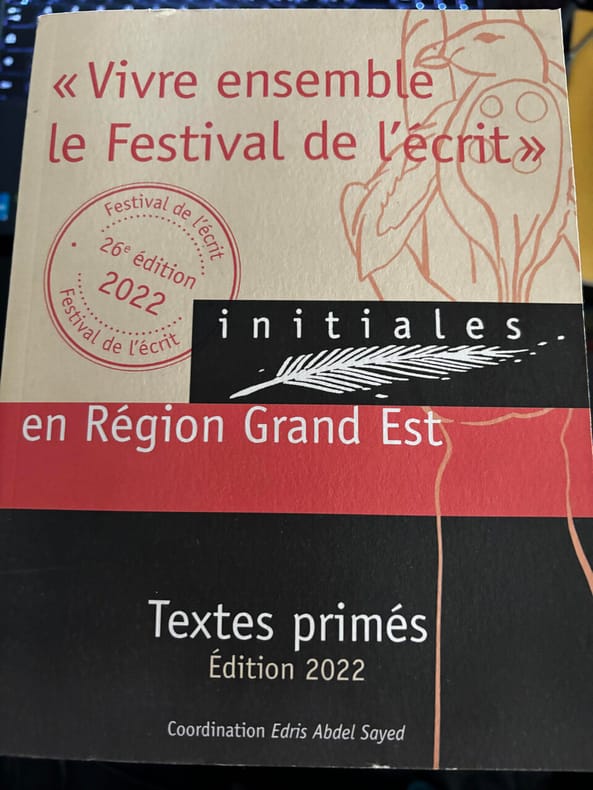 « Vivre ensemble
le Festival de l'écrit »
Festival de l'écrit
26e édition
2022
Festival de l'écrit
initiales
en Région Grand Est
Textes primés
Édition 2022
Coordination Edris Abdel Sayed